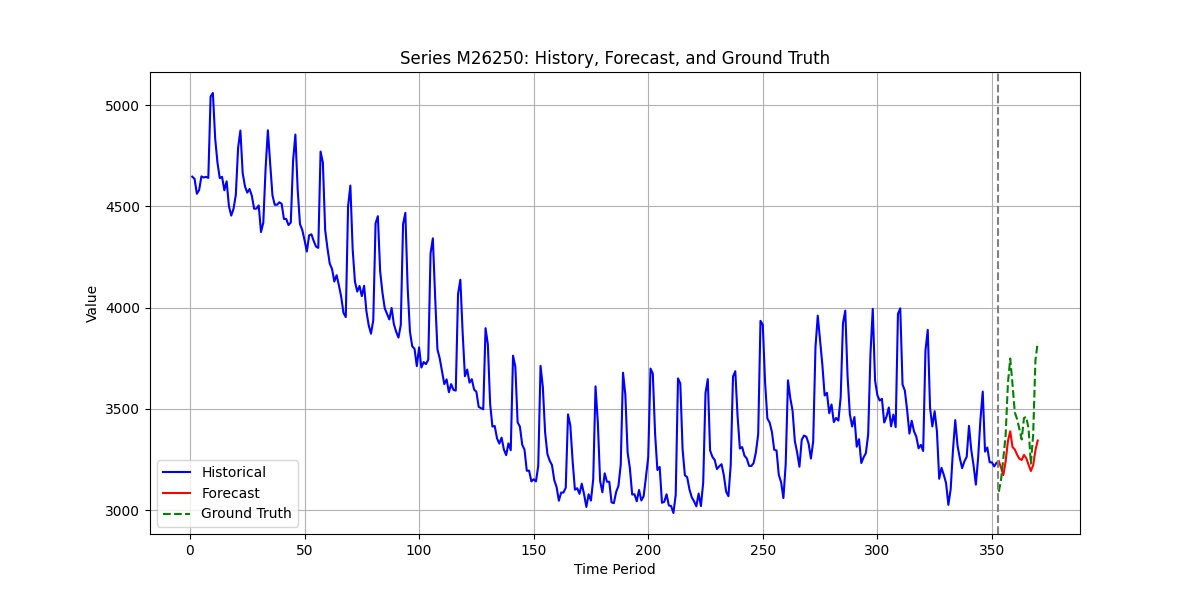 Series M26250: History, Forecast, and Ground Truth
5000
4500
4000
3500
3000
Value
Historical
Forecast
Ground Truth
0 50 100 150 200 250 300 350
Time Period